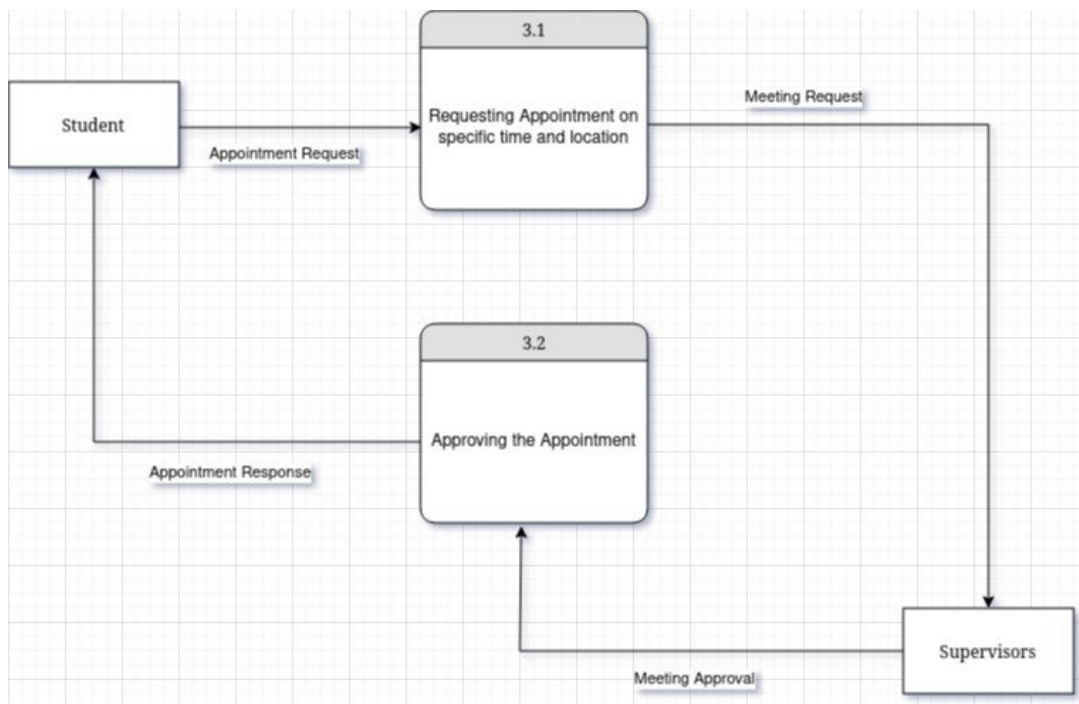 3.1
Student
Requesting Appointment on
specific time and location
Meeting Request
Appointment Request
3.2
Approving the Appointment
Appointment Response
Supervisors
Meeting Approval